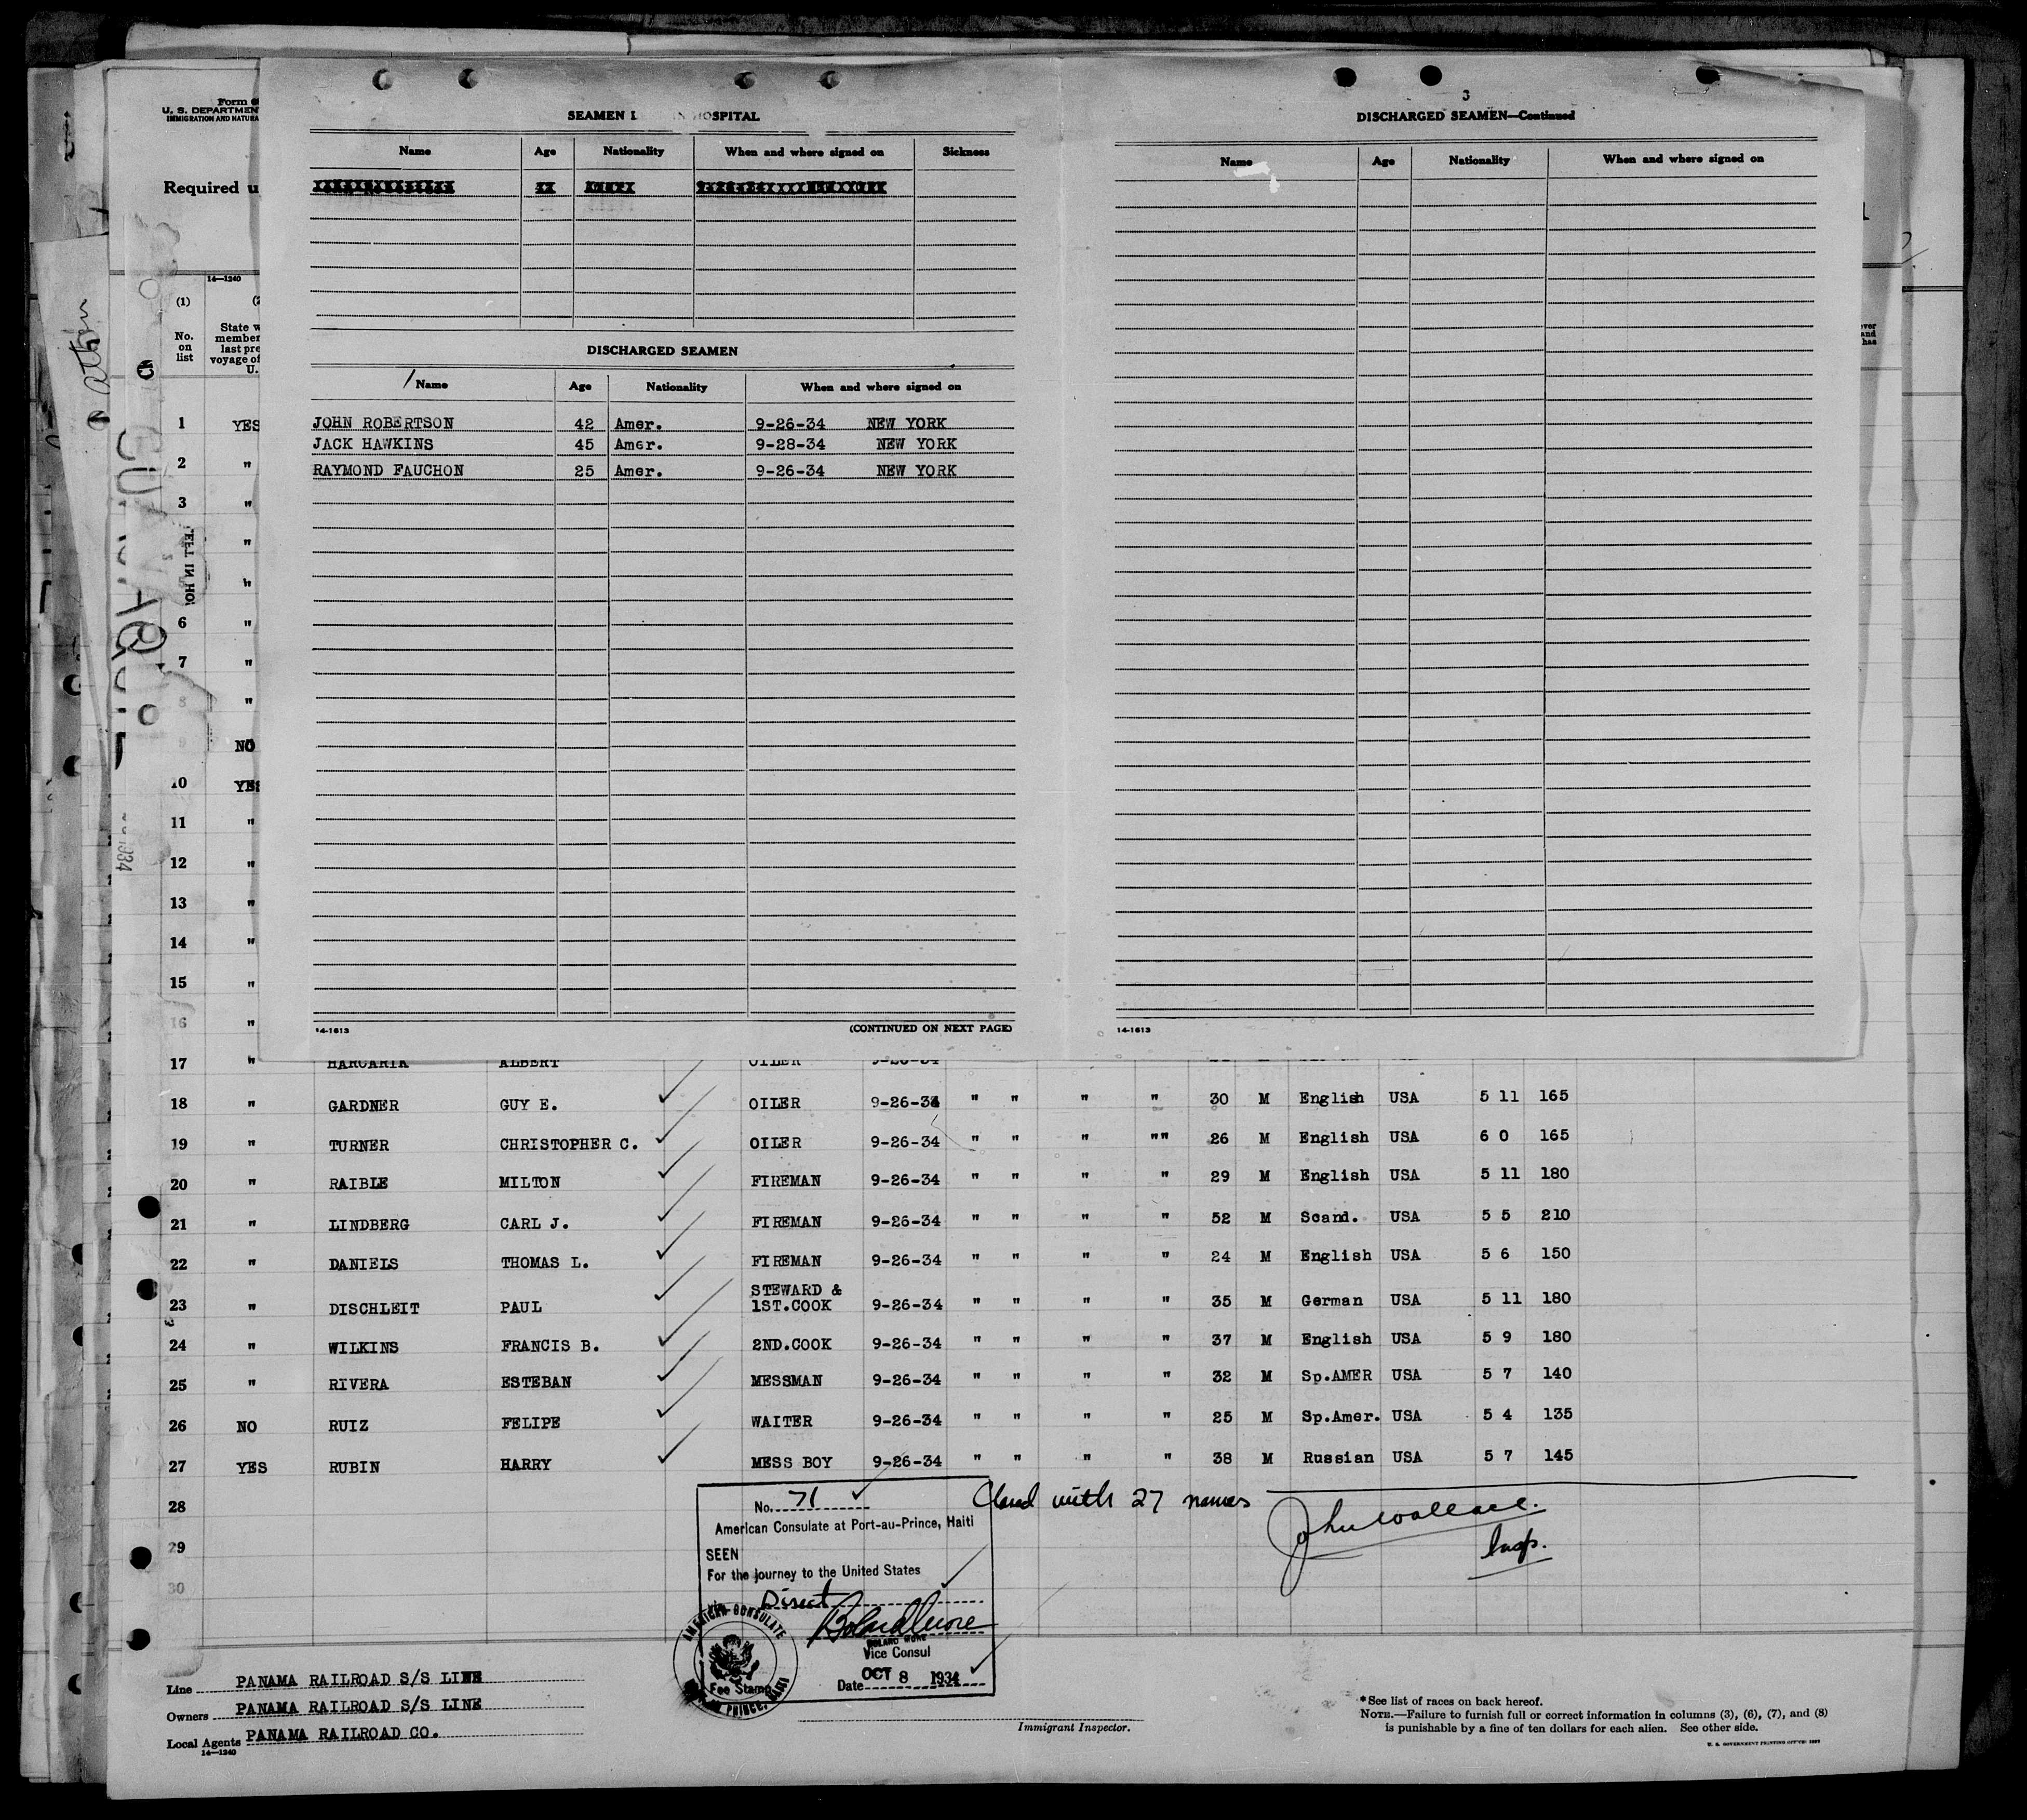 Form
U. S. DEPARTMEN
IMMIGRATION AND NATURA
Required u
14—1240
(1)
No. on list
State w
member
last pre
voyage of
U.
SEAMEN L IN HOSPITAL
Name Age Nationality When and where signed on Sickness
DISCHARGED SEAMEN
Name Age Nationality When and where signed on
JOHN ROBERTSON 42 Amer. 9-26-34 NEW YORK
JACK HAWKINS 45 Amer. 9-28-34 NEW YORK
RAYMOND FAUCHON 25 Amer. 9-26-34 NEW YORK
14-1613 (CONTINUED ON NEXT PAGE)
3
DISCHARGED SEAMEN—Continued
Name Age Nationality When and where signed on
14-1613
ever
and
has
1 YES
2 "
3 "
"
"
6 "
7 "
8 "
9 NO
10 YES
11 "
12 "
13 "
14 "
15 "
16 "
LEFT IN HO
1934
17 " ALBERT OILER 9-26-34
18 " GARDNER GUY E. OILER 9-26-34 " " " " 30 M English USA 5 11 165
19 " TURNER CHRISTOPHER C. OILER 9-26-34 " " " "" 26 M English USA 6 0 165
20 " RAIBLE MILTON FIREMAN 9-26-34 " " " " 29 M English USA 5 11 180
21 " LINDBERG CARL J. FIREMAN 9-26-34 " " " " 52 M Scand. USA 5 5 210
22 " DANIELS THOMAS L. FIREMAN 9-26-34 " " " " 24 M English USA 5 6 150
23 " DISCHLEIT PAUL STEWARD & 1ST.COOK 9-26-34 " " " " 35 M German USA 5 11 180
24 " WILKINS FRANCIS B. 2ND.COOK 9-26-34 " " " " 37 M English USA 5 9 180
25 " RIVERA ESTEBAN MESSMAN 9-26-34 " " " " 32 M Sp.AMER USA 5 7 140
26 NO RUIZ FELIPE WAITER 9-26-34 " " " " 25 M Sp.Amer. USA 5 4 135
27 YES RUBIN HARRY MESS BOY 9-26-34 " " " " 38 M Russian USA 5 7 145
28
29
30
Closed with 27 names
John Wallace.
Insp.
No. 71
American Consulate at Port-au-Prince, Haiti
SEEN
For the journey to the United States
Direct
Vice Consul
Date OCT 8 1934
AMERICAN CONSULATE
Fee Stamp
PRINCE, HAITI
Line PANAMA RAILROAD S/S LINE
Owners PANAMA RAILROAD S/S LINE
Local Agents PANAMA RAILROAD CO.
14—1240
Immigrant Inspector.
*See list of races on back hereof.
NOTE.—Failure to furnish full or correct information in columns (3), (6), (7), and (8)
is punishable by a fine of ten dollars for each alien. See other side.